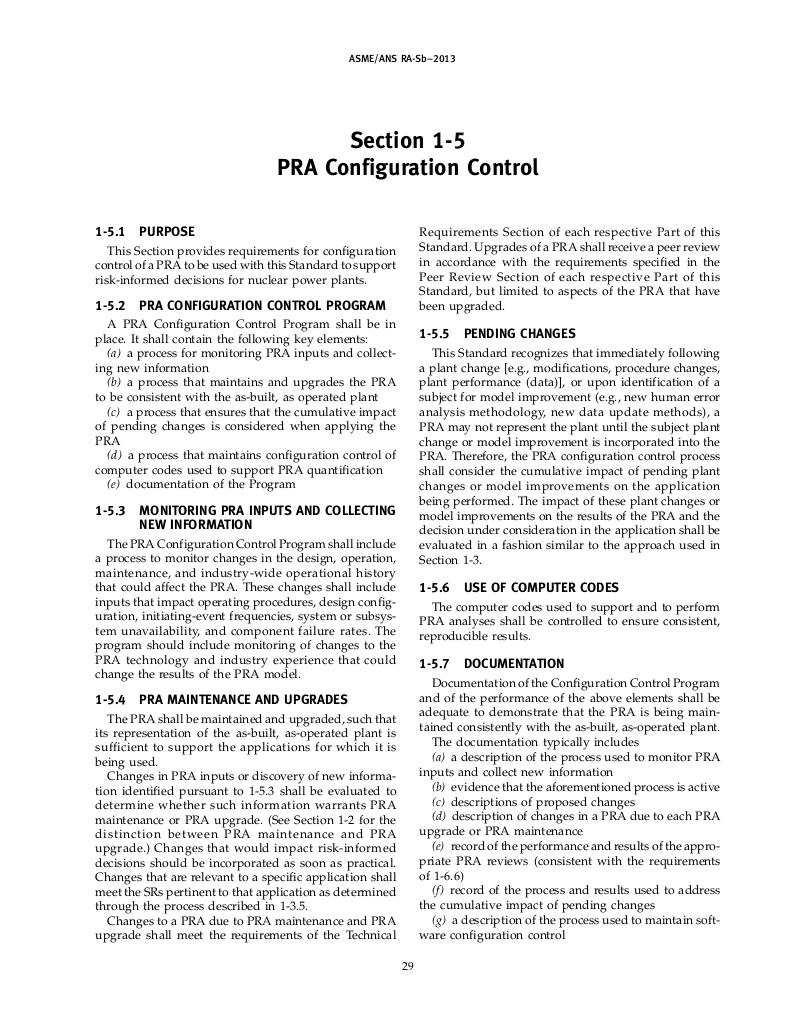 ASME/ANS RA-Sb–2013
Section 1-5
PRA Configuration Control
1-5.1 PURPOSE
This Section provides requirements for configuration
control of a PRA to be used with this Standard to support
risk-informed decisions for nuclear power plants.
1-5.2 PRA CONFIGURATION CONTROL PROGRAM
A PRA Configuration Control Program shall be in
place. It shall contain the following key elements:
(a) a process for monitoring PRA inputs and collect-
ing new information
(b) a process that maintains and upgrades the PRA
to be consistent with the as-built, as operated plant
(c) a process that ensures that the cumulative impact
of pending changes is considered when applying the
PRA
(d) a process that maintains configuration control of
computer codes used to support PRA quantification
(e) documentation of the Program
1-5.3 MONITORING PRA INPUTS AND COLLECTING
NEW INFORMATION
The PRA Configuration Control Program shall include
a process to monitor changes in the design, operation,
maintenance, and industry-wide operational history
that could affect the PRA. These changes shall include
inputs that impact operating procedures, design config-
uration, initiating-event frequencies, system or subsys-
tem unavailability, and component failure rates. The
program should include monitoring of changes to the
PRA technology and industry experience that could
change the results of the PRA model.
1-5.4 PRA MAINTENANCE AND UPGRADES
The PRA shall be maintained and upgraded, such that
its representation of the as-built, as-operated plant is
sufficient to support the applications for which it is
being used.
Changes in PRA inputs or discovery of new informa-
tion identified pursuant to 1-5.3 shall be evaluated to
determine whether such information warrants PRA
maintenance or PRA upgrade. (See Section 1-2 for the
distinction between PRA maintenance and PRA
upgrade.) Changes that would impact risk-informed
decisions should be incorporated as soon as practical.
Changes that are relevant to a specific application shall
meet the SRs pertinent to that application as determined
through the process described in 1-3.5.
Changes to a PRA due to PRA maintenance and PRA
upgrade shall meet the requirements of the Technical
Requirements Section of each respective Part of this
Standard. Upgrades of a PRA shall receive a peer review
in accordance with the requirements specified in the
Peer Review Section of each respective Part of this
Standard, but limited to aspects of the PRA that have
been upgraded.
1-5.5 PENDING CHANGES
This Standard recognizes that immediately following
a plant change [e.g., modifications, procedure changes,
plant performance (data)], or upon identification of a
subject for model improvement (e.g., new human error
analysis methodology, new data update methods), a
PRA may not represent the plant until the subject plant
change or model improvement is incorporated into the
PRA. Therefore, the PRA configuration control process
shall consider the cumulative impact of pending plant
changes or model improvements on the application
being performed. The impact of these plant changes or
model improvements on the results of the PRA and the
decision under consideration in the application shall be
evaluated in a fashion similar to the approach used in
Section 1-3.
1-5.6 USE OF COMPUTER CODES
The computer codes used to support and to perform
PRA analyses shall be controlled to ensure consistent,
reproducible results.
1-5.7 DOCUMENTATION
Documentation of the Configuration Control Program
and of the performance of the above elements shall be
adequate to demonstrate that the PRA is being main-
tained consistently with the as-built, as-operated plant.
The documentation typically includes
(a) a description of the process used to monitor PRA
inputs and collect new information
(b) evidence that the aforementioned process is active
(c) descriptions of proposed changes
(d) description of changes in a PRA due to each PRA
upgrade or PRA maintenance
(e) record of the performance and results of the appro-
priate PRA reviews (consistent with the requirements
of 1-6.6)
(f) record of the process and results used to address
the cumulative impact of pending changes
(g) a description of the process used to maintain soft-
ware configuration control
29